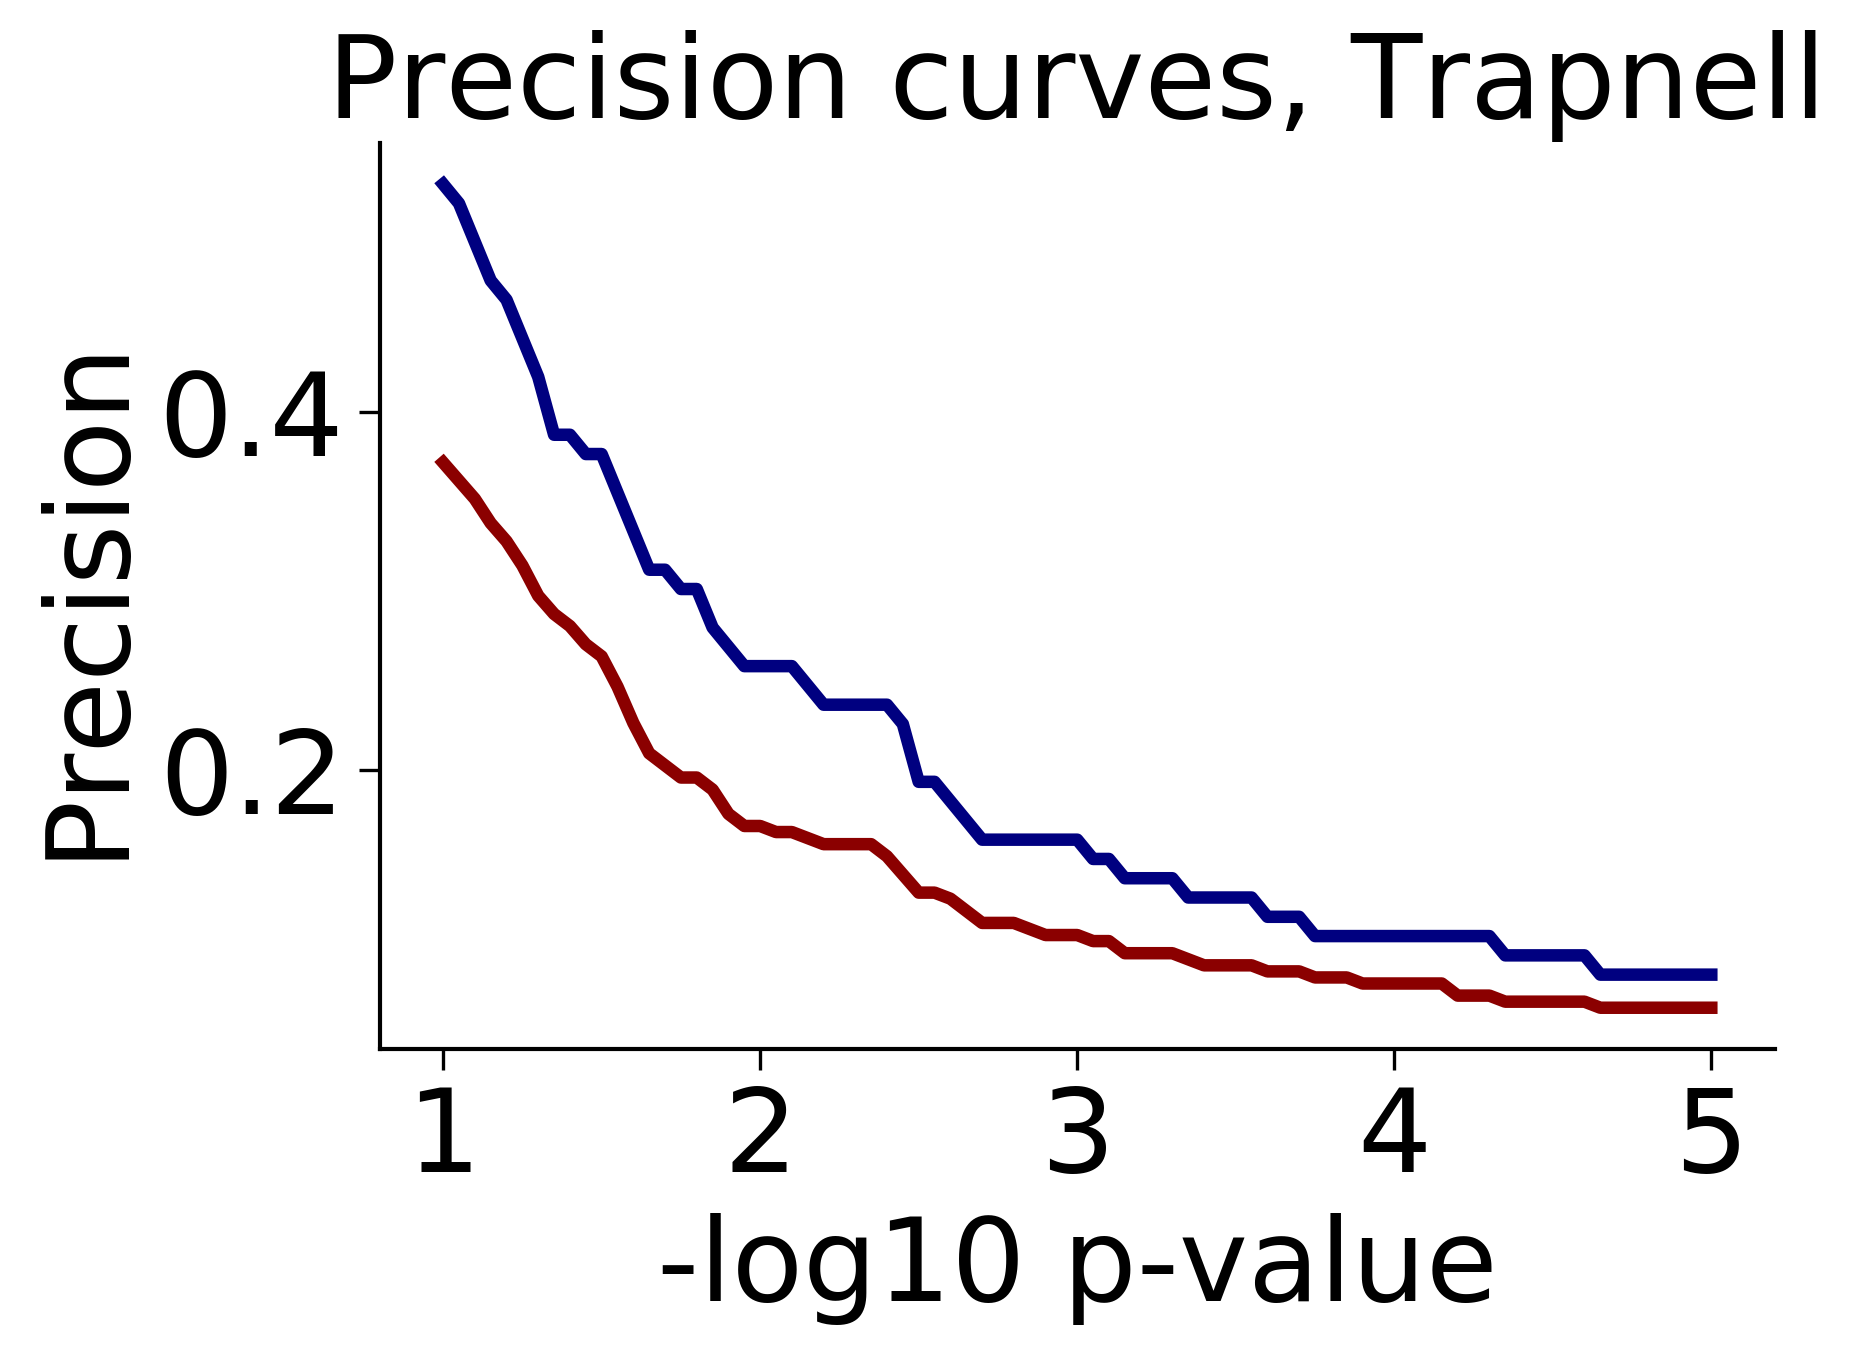 Precision curves, Trapnell
Precision
0.4
0.2
1 2 3 4 5
-log10 p-value